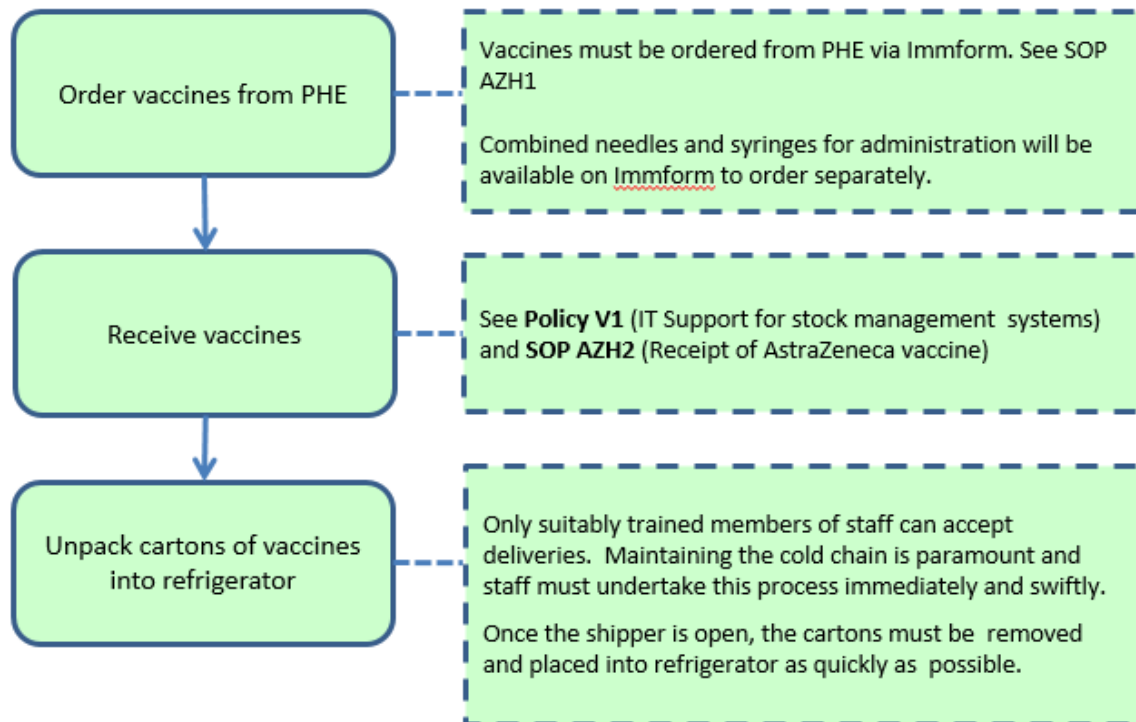 Order vaccines from PHE
Vaccines must be ordered from PHE via Immform. See SOP
AZH1
Combined needles and syringes for administration will be
available on Immform to order separately.
Receive vaccines
See Policy V1 (IT Support for stock management systems)
and SOP AZH2 (Receipt of AstraZeneca vaccine)
Unpack cartons of vaccines
into refrigerator
Only suitably trained members of staff can accept
deliveries. Maintaining the cold chain is paramount and
staff must undertake this process immediately and swiftly.
Once the shipper is open, the cartons must be removed
and placed into refrigerator as quickly as possible.